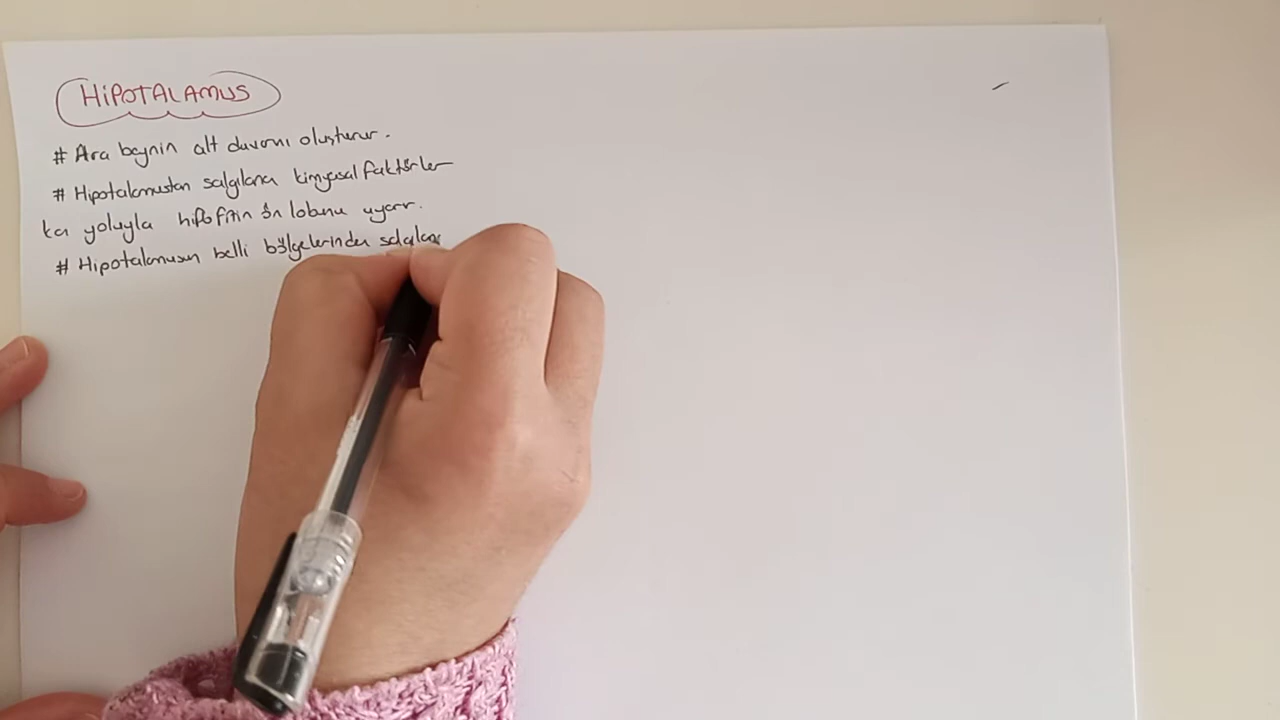 HİPOTALAMUS
# Ara beynin alt duvarını oluşturur.
# Hipotalamustan salgılanan kimyasal faktörler
kan yoluyla hipofizin ön lobunu uyarır.
# Hipotalamusun belli bölgelerinden